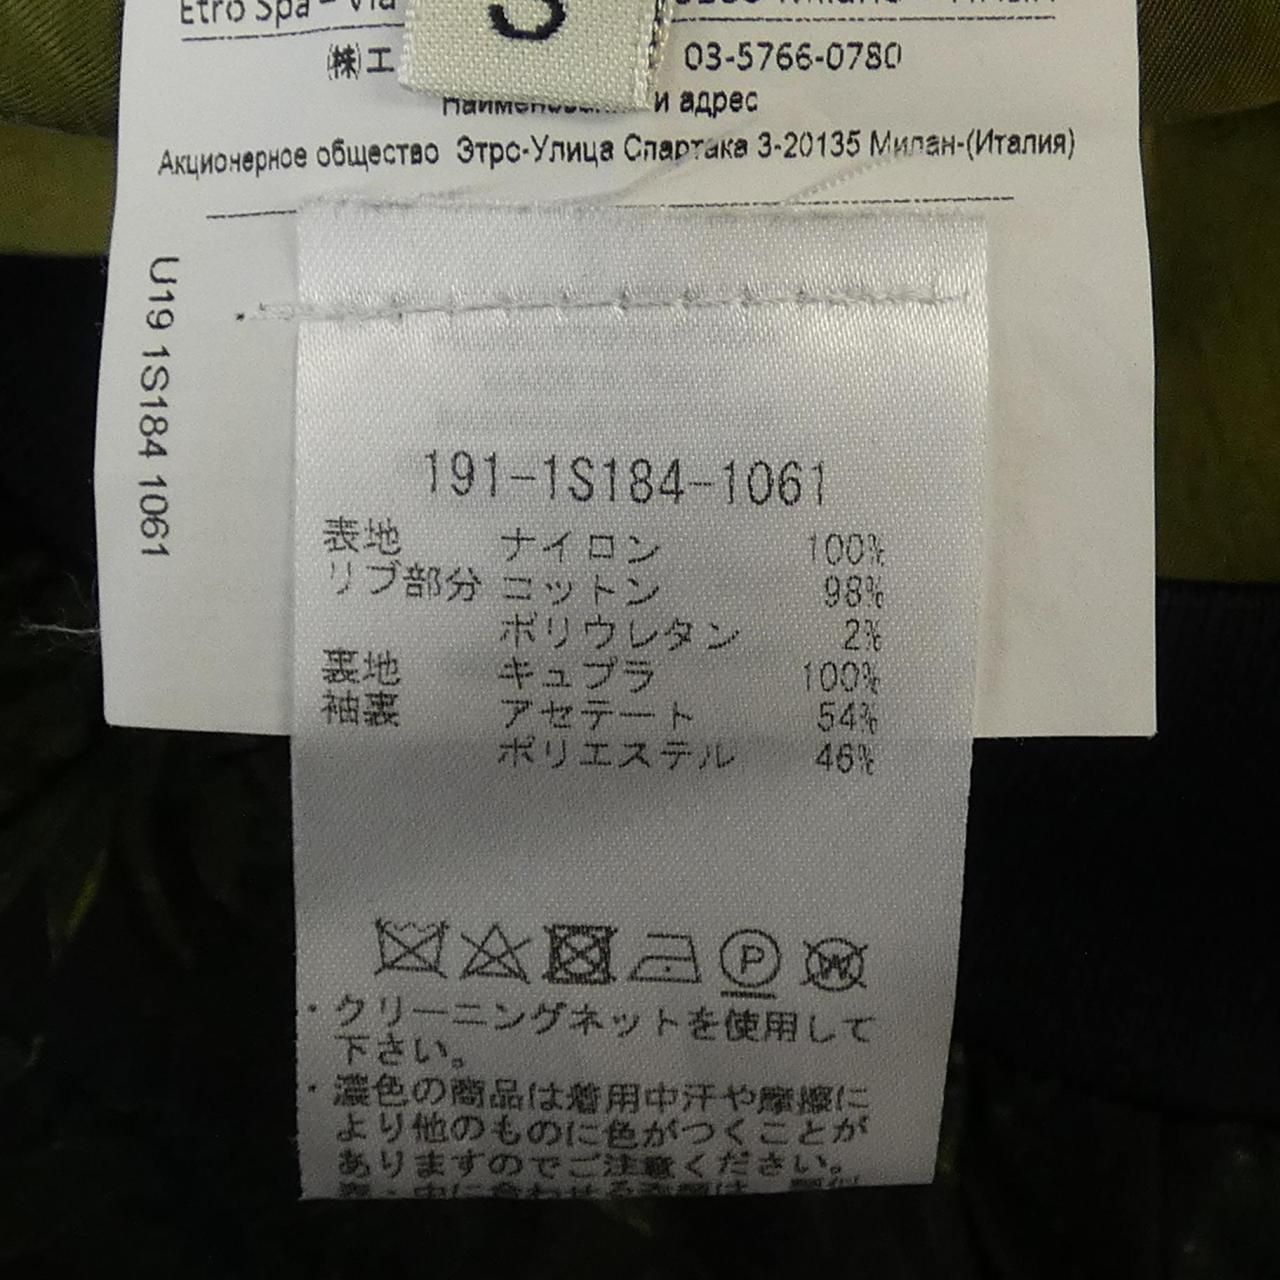 Etro Spa - Via
㈱エ 03-5766-0780
и адрес
Акционерное общество Этро-Улица Спартака 3-20135 Милан-(Италия)
U19 1S184 1061
191-1S184-1061
表地 ナイロン 100%
リブ部分 コットン 98%
ポリウレタン 2%
裏地 キュプラ 100%
袖裏 アセテート 54%
ポリエステル 46%
P W
・クリーニングネットを使用して
下さい。
・濃色の商品は着用中汗や摩擦に
より他のものに色がつくことが
ありますのでご注意ください。